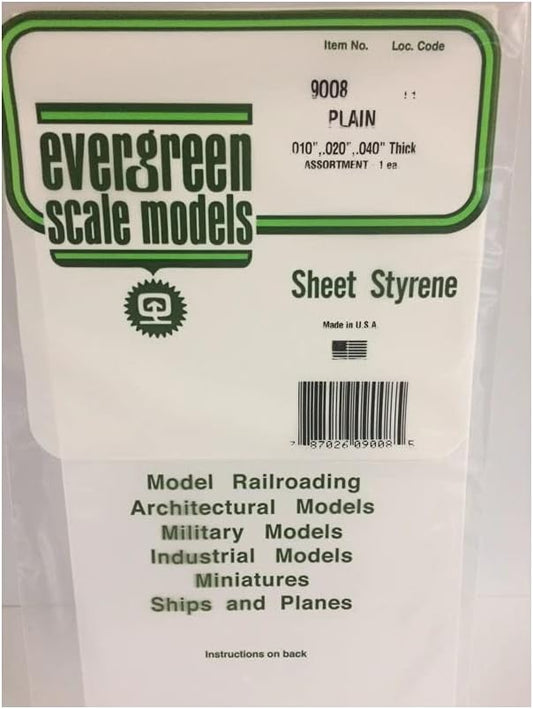 Item No. Loc. Code
9008 11
PLAIN
.010",.020",.040" Thick
ASSORTMENT - 1 ea.
evergreen
scale models
Sheet Styrene
Made in U.S.A.
7 87026 09008 5
Model Railroading
Architectural Models
Military Models
Industrial Models
Miniatures
Ships and Planes
Instructions on back